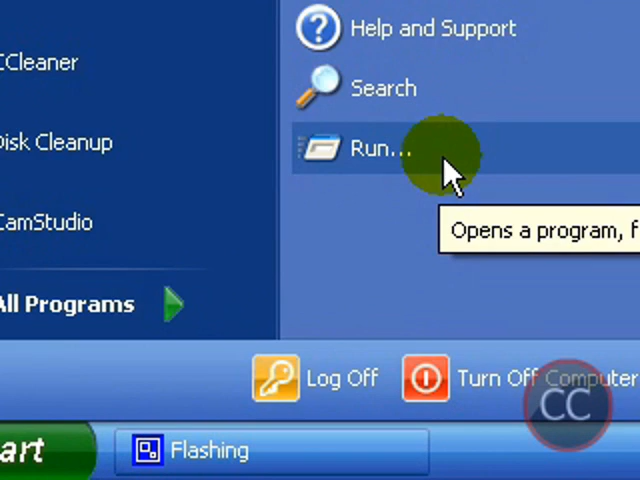 Help and Support
CCleaner
Search
Disk Cleanup
Run...
CamStudio
Opens a program, f
All Programs
Log Off
Turn Off Computer
CC
art
Flashing